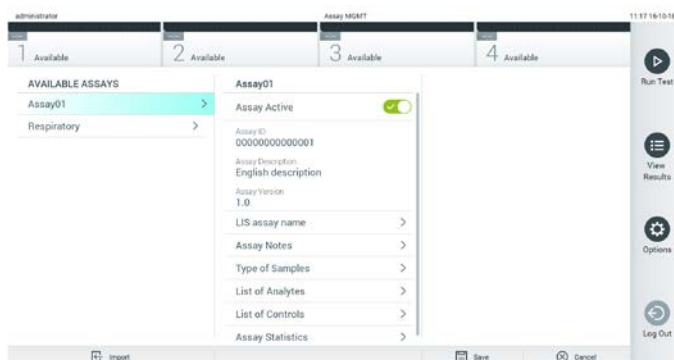 administrator
Assay MGMT
11:17 16-10-18
1 Available
2 Available
3 Available
4 Available
AVAILABLE ASSAYS
Assay01
Respiratory
Assay01
Assay Active
Assay ID
00000000000001
Assay Description
English description
Assay Version
1.0
LIS assay name
Assay Notes
Type of Samples
List of Analytes
List of Controls
Assay Statistics
Run Test
View
Results
Options
Log Out
Import
Save
Cancel